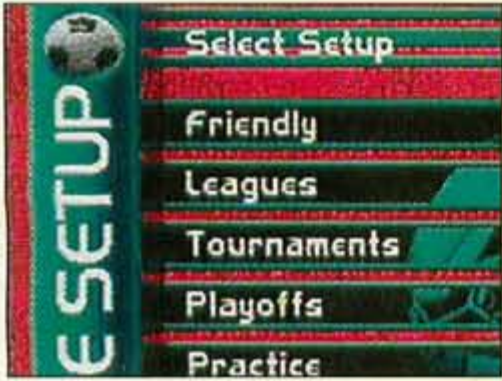 E SETUP
Select Setup
Friendly
Leagues
Tournaments
Playoffs
Practice